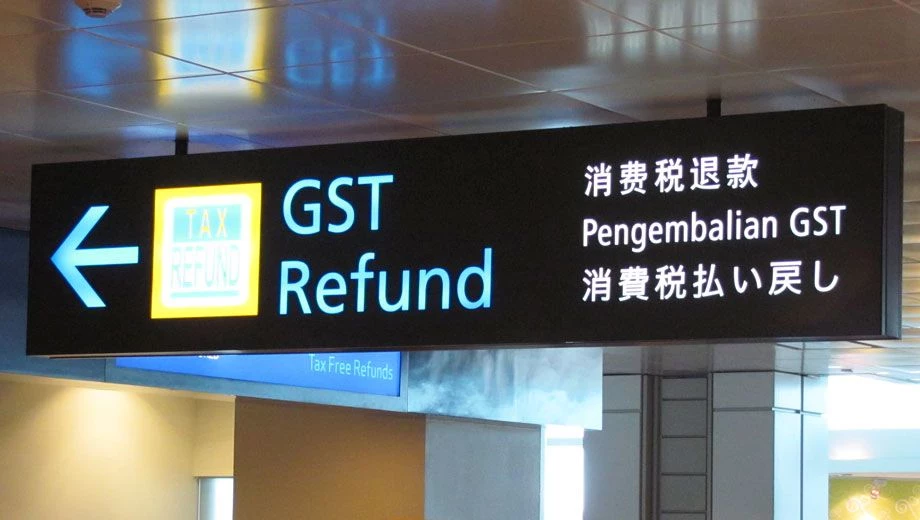 TAX
REFUND
GST
Refund
消费税退款
Pengembalian GST
消費税払い戻し
Tax Free Refunds